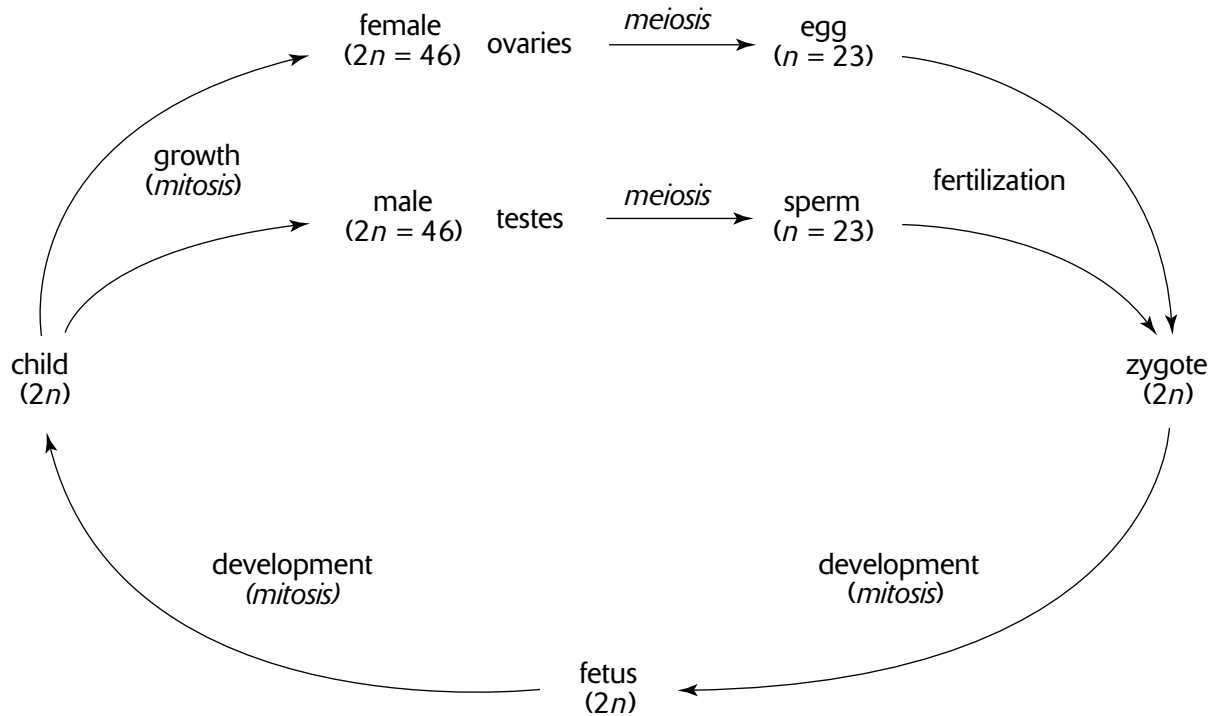 female
(2n = 46)
ovaries
meiosis
egg
(n = 23)
growth
(mitosis)
male
(2n = 46)
testes
meiosis
sperm
(n = 23)
fertilization
child
(2n)
zygote
(2n)
development
(mitosis)
development
(mitosis)
fetus
(2n)